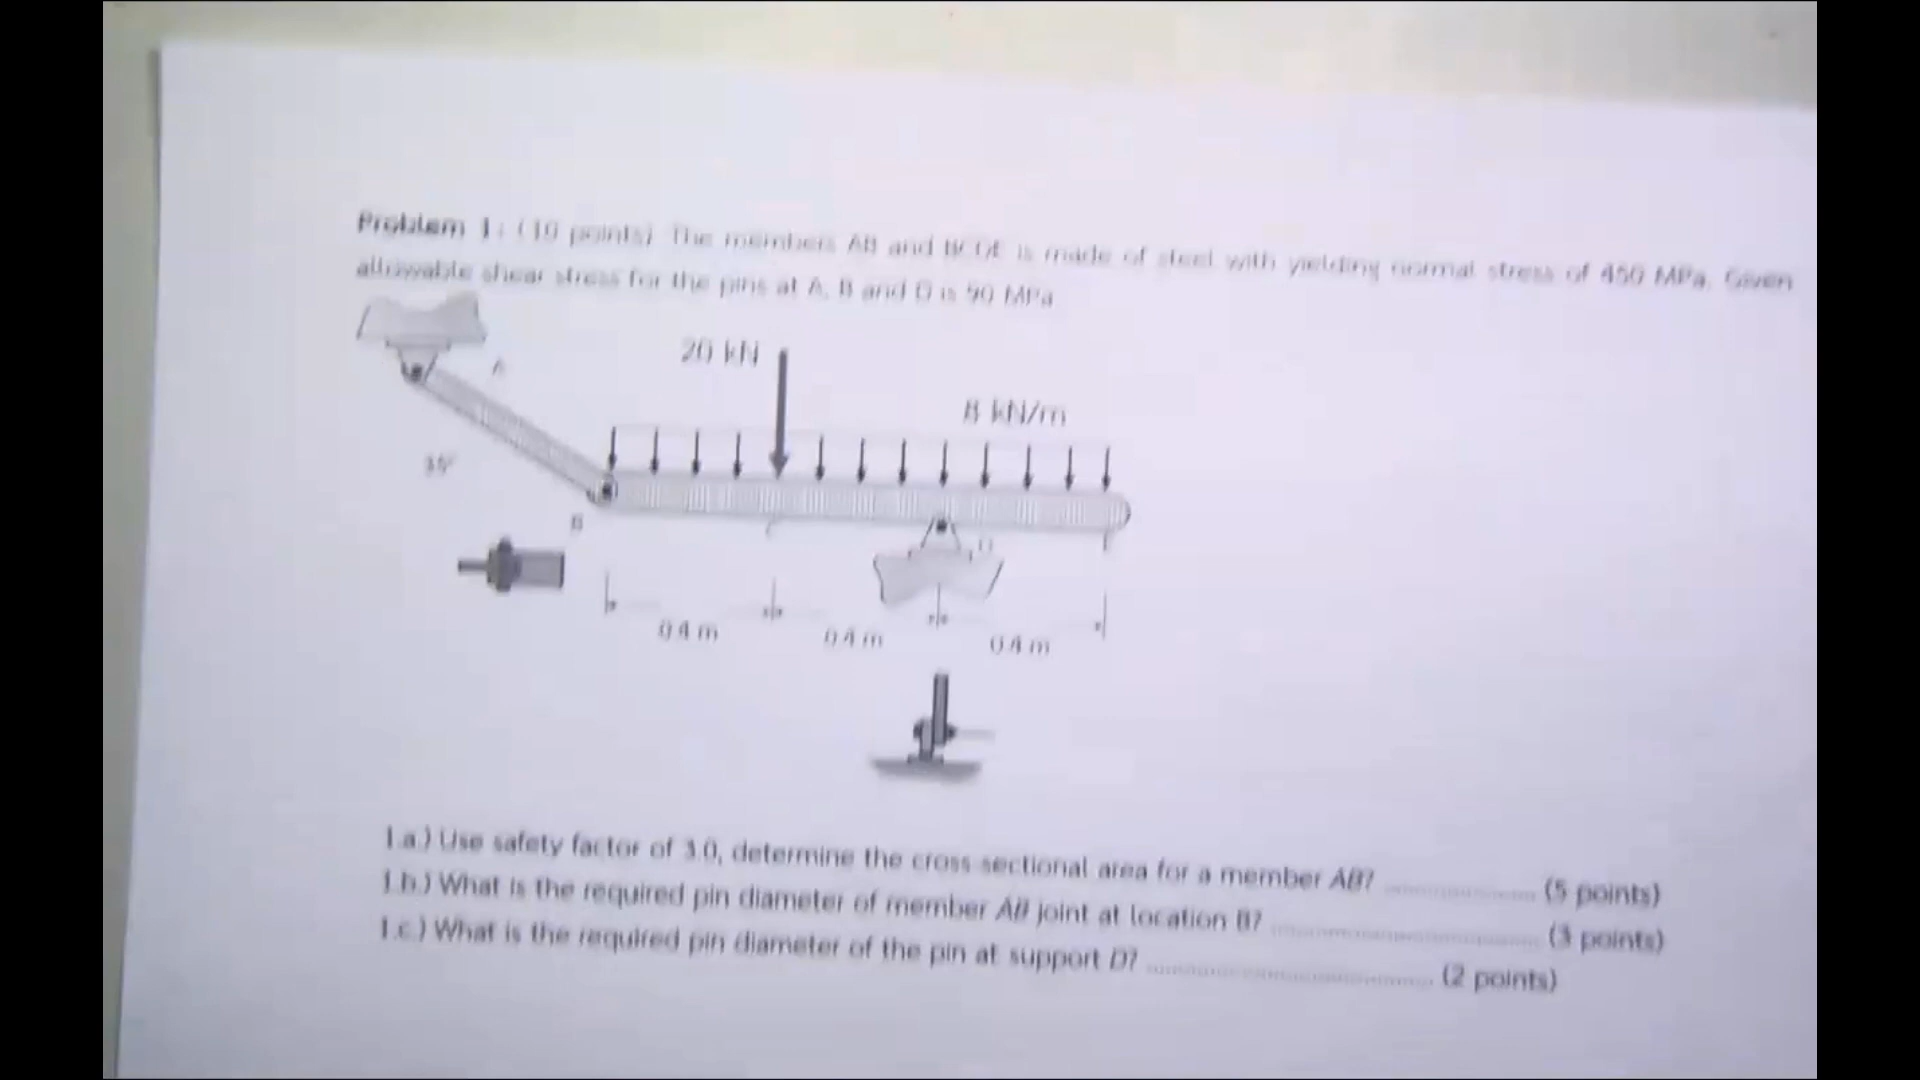 Problem 1: (10 points) The members AB and BCDE is made of steel with yielding normal stress of 450 MPa. Given
allowable shear stress for the pins at A, B and D is 90 MPa
A
20 kN
8 kN/m
35°
B
C
D
E
0.4 m
0.4 m
0.4 m
1.a.) Use safety factor of 3.0, determine the cross sectional area for a member AB? .................... (5 points)
1.b.) What is the required pin diameter of member AB joint at location B? ........................................ (3 points)
1.c.) What is the required pin diameter of the pin at support D? .......................................... (2 points)